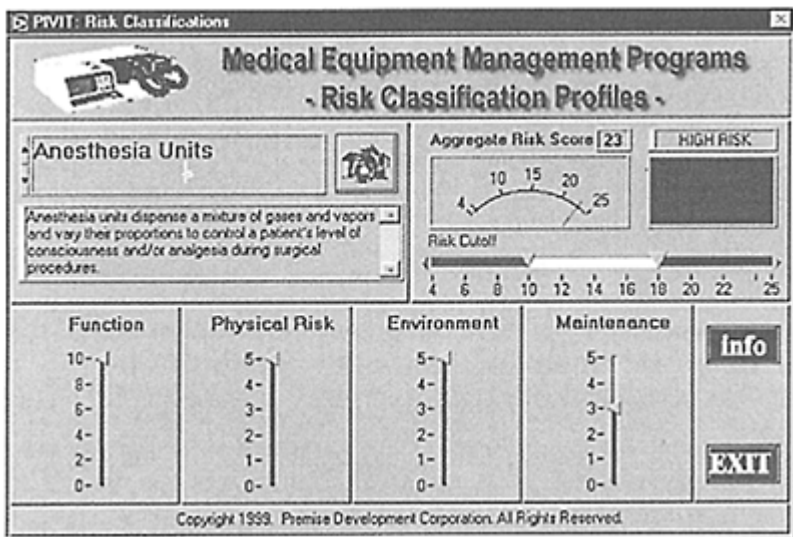 PIVIT: Risk Classifications
Medical Equipment Management Programs
- Risk Classification Profiles -
Anesthesia Units
Anesthesia units dispense a mixture of gases and vapors
and vary their proportions to control a patient's level of
consciousness and/or analgesia during surgical
procedures.
Aggregate Risk Score 23
HIGH RISK
4 10 15 20 25
Risk Cutoff
4 6 8 10 12 14 16 18 20 22 25
Function
10-
8-
6-
4-
2-
0-
Physical Risk
5-
4-
3-
2-
1-
0-
Environment
5-
4-
3-
2-
1-
0-
Maintenance
5-
4-
3-
2-
1-
0-
info
EXIT
Copyright 1999. Premise Development Corporation. All Rights Reserved.